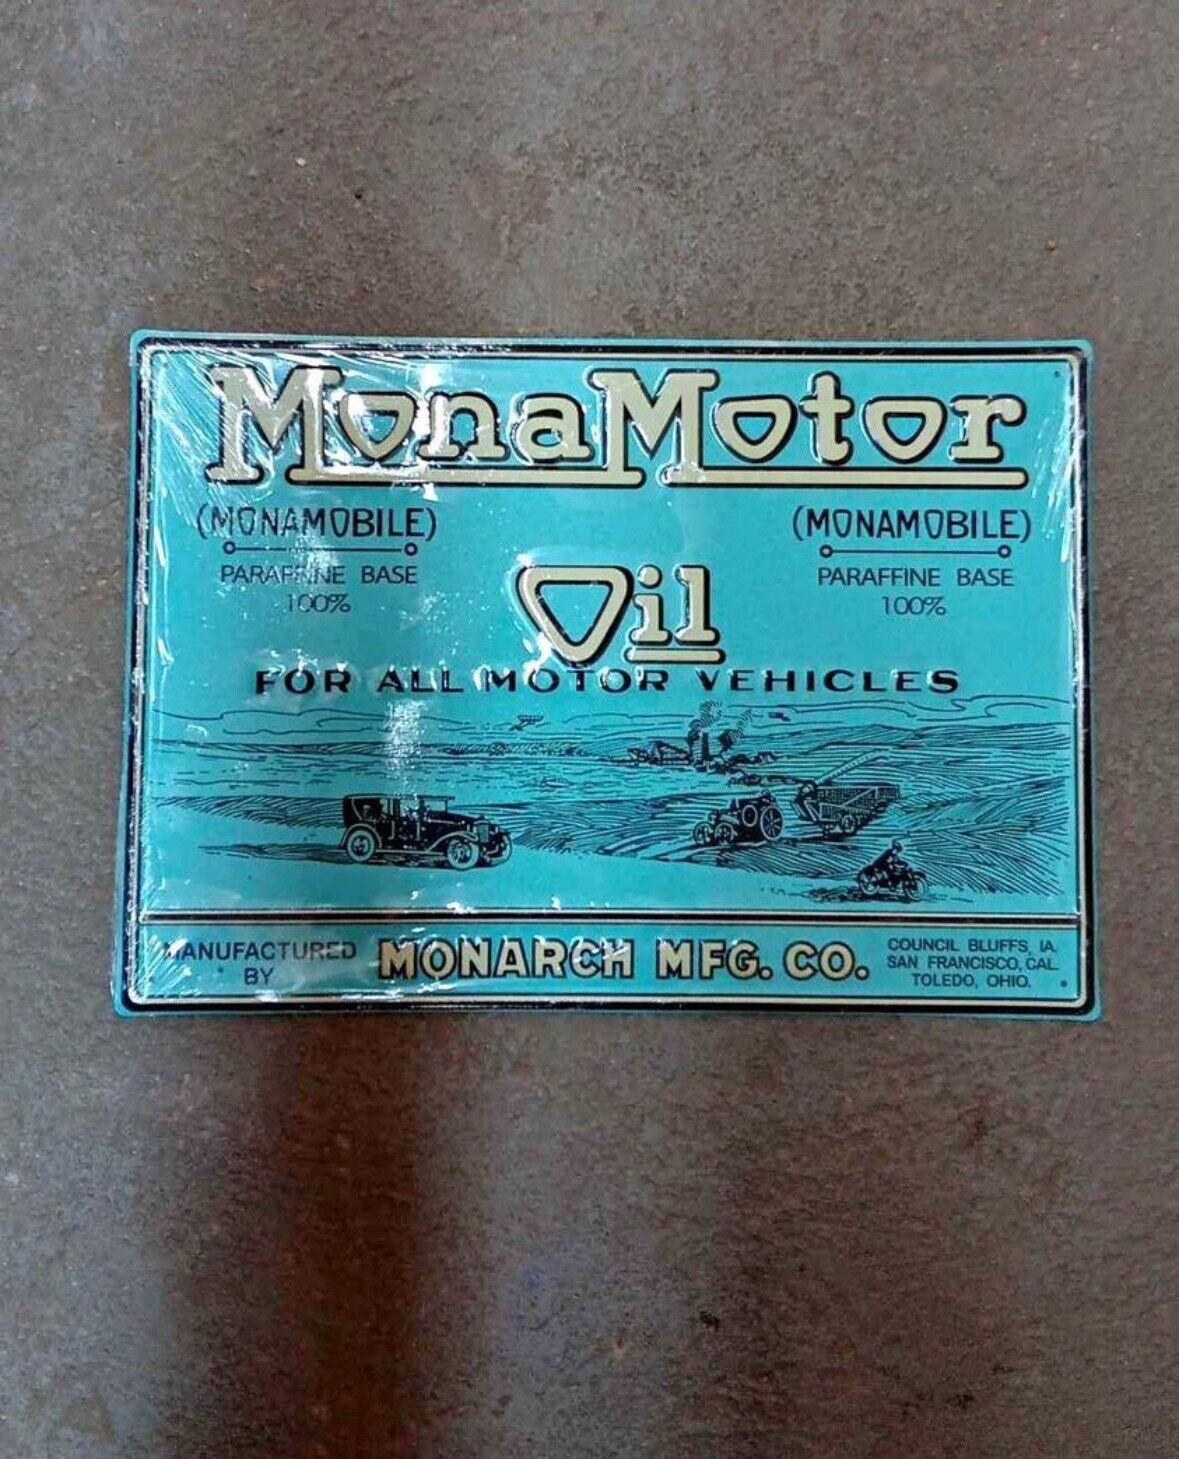 MonaMotor
(MONAMOBILE) (MONAMOBILE)
PARAFFINE BASE PARAFFINE BASE
100% 100%
Oil
FOR ALL MOTOR VEHICLES
MANUFACTURED
BY
MONARCH MFG. CO.
COUNCIL BLUFFS, IA.
SAN FRANCISCO, CAL.
TOLEDO, OHIO.